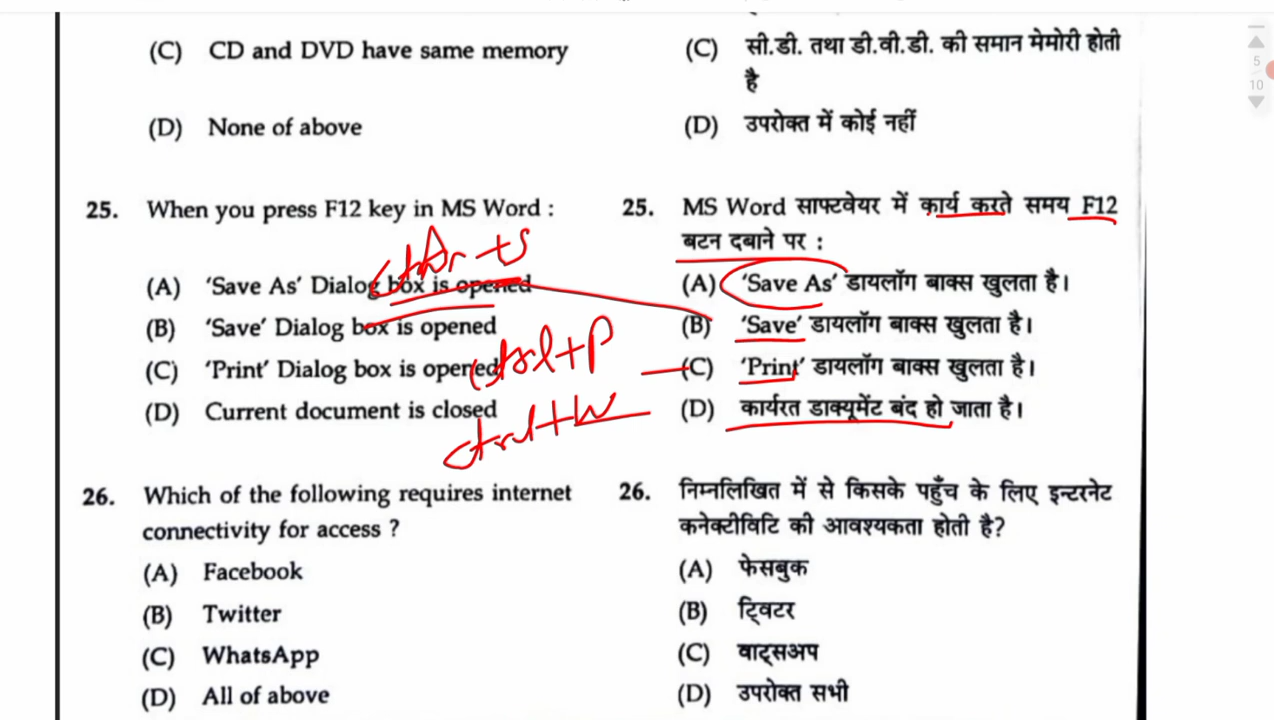 (C) CD and DVD have same memory
(D) None of above
25. When you press F12 key in MS Word :
(A) 'Save As' Dialog box is opened
(B) 'Save' Dialog box is opened
(C) 'Print' Dialog box is opened
(D) Current document is closed
ctrl+P
26. Which of the following requires internet
connectivity for access ?
(A) Facebook
(B) Twitter
(C) WhatsApp
(D) All of above
(C) सी.डी. तथा डी.वी.डी. की समान मेमोरी होती
है
(D) उपरोक्त में कोई नहीं
25. MS Word साफ्टवेयर में कार्य करते समय F12
बटन दबाने पर :
(A) 'Save As' डायलॉग बाक्स खुलता है।
(B) 'Save' डायलॉग बाक्स खुलता है।
(C) 'Print' डायलॉग बाक्स खुलता है।
(D) कार्यरत डाक्यूमेंट बंद हो जाता है।
26. निम्नलिखित में से किसके पहुँच के लिए इन्टरनेट
कनेक्टीविटि की आवश्यकता होती है?
(A) फेसबुक
(B) ट्विटर
(C) वाट्सअप
(D) उपरोक्त सभी
5
10